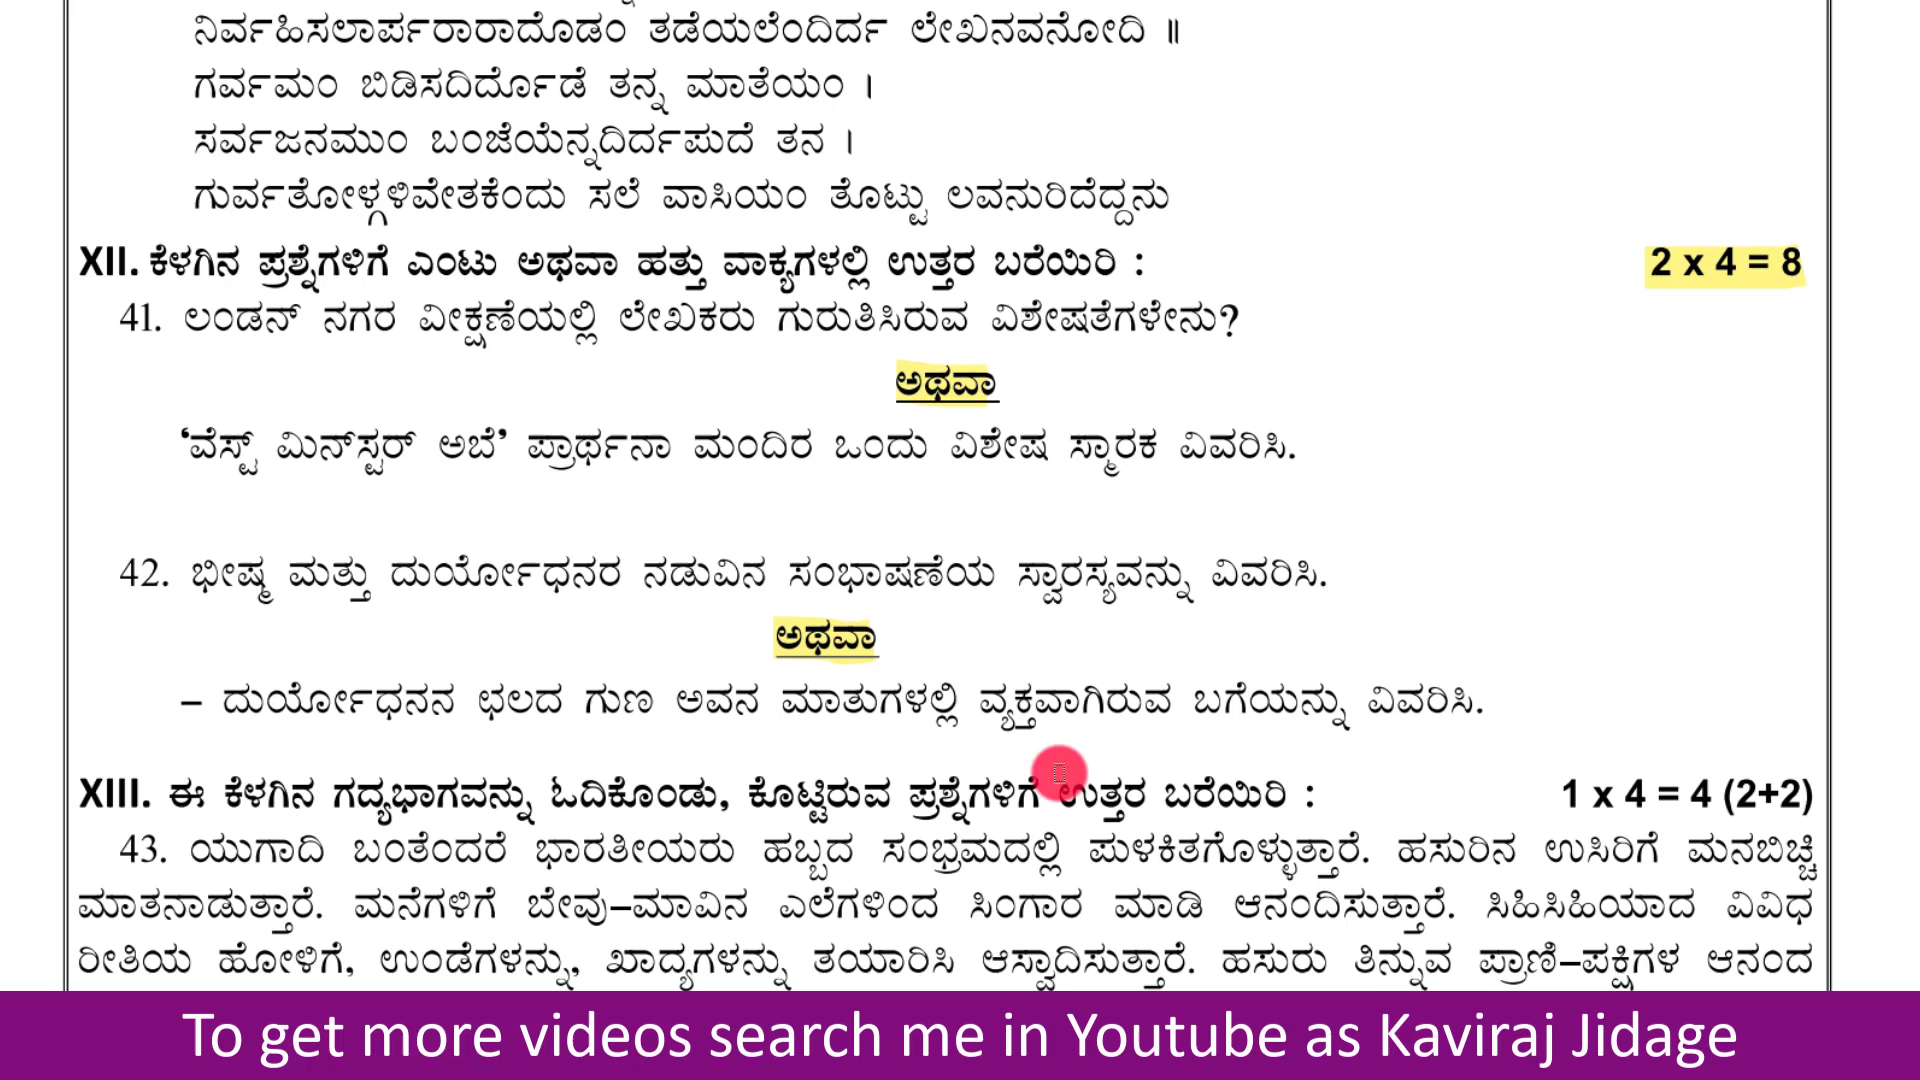 ನಿರ್ವಹಿಸಲಾರ್ಪರಾರಾದೊಡಂ ತಡೆಯಲೆಂದಿರ್ದ ಲೇಖನವನೋದಿ ॥
ಗರ್ವಮಂ ಬಿಡಿಸದಿರ್ದೊಡೆ ತನ್ನ ಮಾತೆಯಂ ।
ಸರ್ವಜನಮುಂ ಬಂಜೆಯೆನ್ನದಿರ್ದಪುದೆ ತನ ।
ಗುರ್ವತೋಳ್ಗಳಿವೇತಕೆಂದು ಸಲೆ ವಾಸಿಯಂ ತೊಟ್ಟು ಲವನುರಿದೆದ್ದನು
XII. ಕೆಳಗಿನ ಪ್ರಶ್ನೆಗಳಿಗೆ ಎಂಟು ಅಥವಾ ಹತ್ತು ವಾಕ್ಯಗಳಲ್ಲಿ ಉತ್ತರ ಬರೆಯಿರಿ : 2 x 4 = 8
41. ಲಂಡನ್ ನಗರ ವೀಕ್ಷಣೆಯಲ್ಲಿ ಲೇಖಕರು ಗುರುತಿಸಿರುವ ವಿಶೇಷತೆಗಳೇನು?
ಅಥವಾ
‘ವೆಸ್ಟ್ ಮಿನ್‌ಸ್ಟರ್ ಅಬೆ’ ಪ್ರಾರ್ಥನಾ ಮಂದಿರ ಒಂದು ವಿಶೇಷ ಸ್ಮಾರಕ ವಿವರಿಸಿ.
42. ಭೀಷ್ಮ ಮತ್ತು ದುರ್ಯೋಧನರ ನಡುವಿನ ಸಂಭಾಷಣೆಯ ಸ್ವಾರಸ್ಯವನ್ನು ವಿವರಿಸಿ.
ಅಥವಾ
– ದುರ್ಯೋಧನನ ಛಲದ ಗುಣ ಅವನ ಮಾತುಗಳಲ್ಲಿ ವ್ಯಕ್ತವಾಗಿರುವ ಬಗೆಯನ್ನು ವಿವರಿಸಿ.
XIII. ಈ ಕೆಳಗಿನ ಗದ್ಯಭಾಗವನ್ನು ಓದಿಕೊಂಡು, ಕೊಟ್ಟಿರುವ ಪ್ರಶ್ನೆಗಳಿಗೆ ಉತ್ತರ ಬರೆಯಿರಿ : 1 x 4 = 4 (2+2)
43. ಯುಗಾದಿ ಬಂತೆಂದರೆ ಭಾರತೀಯರು ಹಬ್ಬದ ಸಂಭ್ರಮದಲ್ಲಿ ಪುಳಕಿತಗೊಳ್ಳುತ್ತಾರೆ. ಹಸುರಿನ ಉಸಿರಿಗೆ ಮನಬಿಚ್ಚಿ
ಮಾತನಾಡುತ್ತಾರೆ. ಮನೆಗಳಿಗೆ ಬೇವು–ಮಾವಿನ ಎಲೆಗಳಿಂದ ಸಿಂಗಾರ ಮಾಡಿ ಆನಂದಿಸುತ್ತಾರೆ. ಸಿಹಿಸಿಹಿಯಾದ ವಿವಿಧ
ರೀತಿಯ ಹೋಳಿಗೆ, ಉಂಡೆಗಳನ್ನು, ಖಾದ್ಯಗಳನ್ನು ತಯಾರಿಸಿ ಆಸ್ವಾದಿಸುತ್ತಾರೆ. ಹಸುರು ತಿನ್ನುವ ಪ್ರಾಣಿ–ಪಕ್ಷಿಗಳ ಆನಂದ
To get more videos search me in Youtube as Kaviraj Jidage